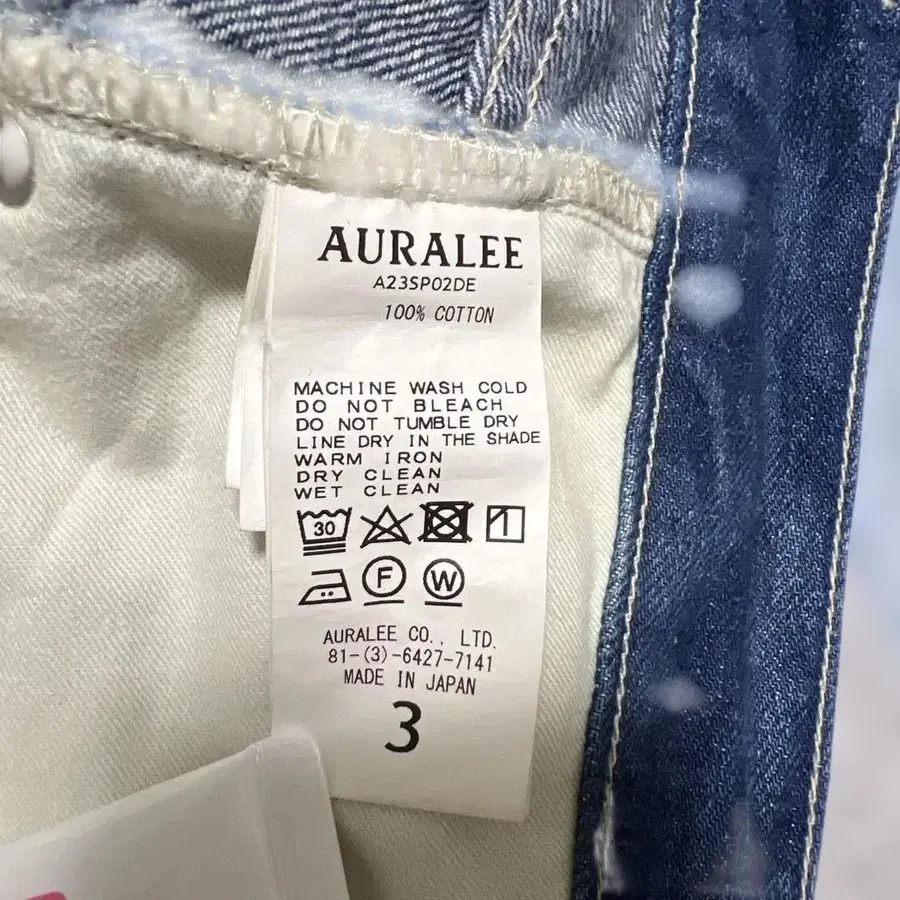 AURALEE
A23SP02DE
100% COTTON
MACHINE WASH COLD
DO NOT BLEACH
DO NOT TUMBLE DRY
LINE DRY IN THE SHADE
WARM IRON
DRY CLEAN
WET CLEAN
30
F W
AURALEE CO., LTD.
81-(3)-6427-7141
MADE IN JAPAN
3